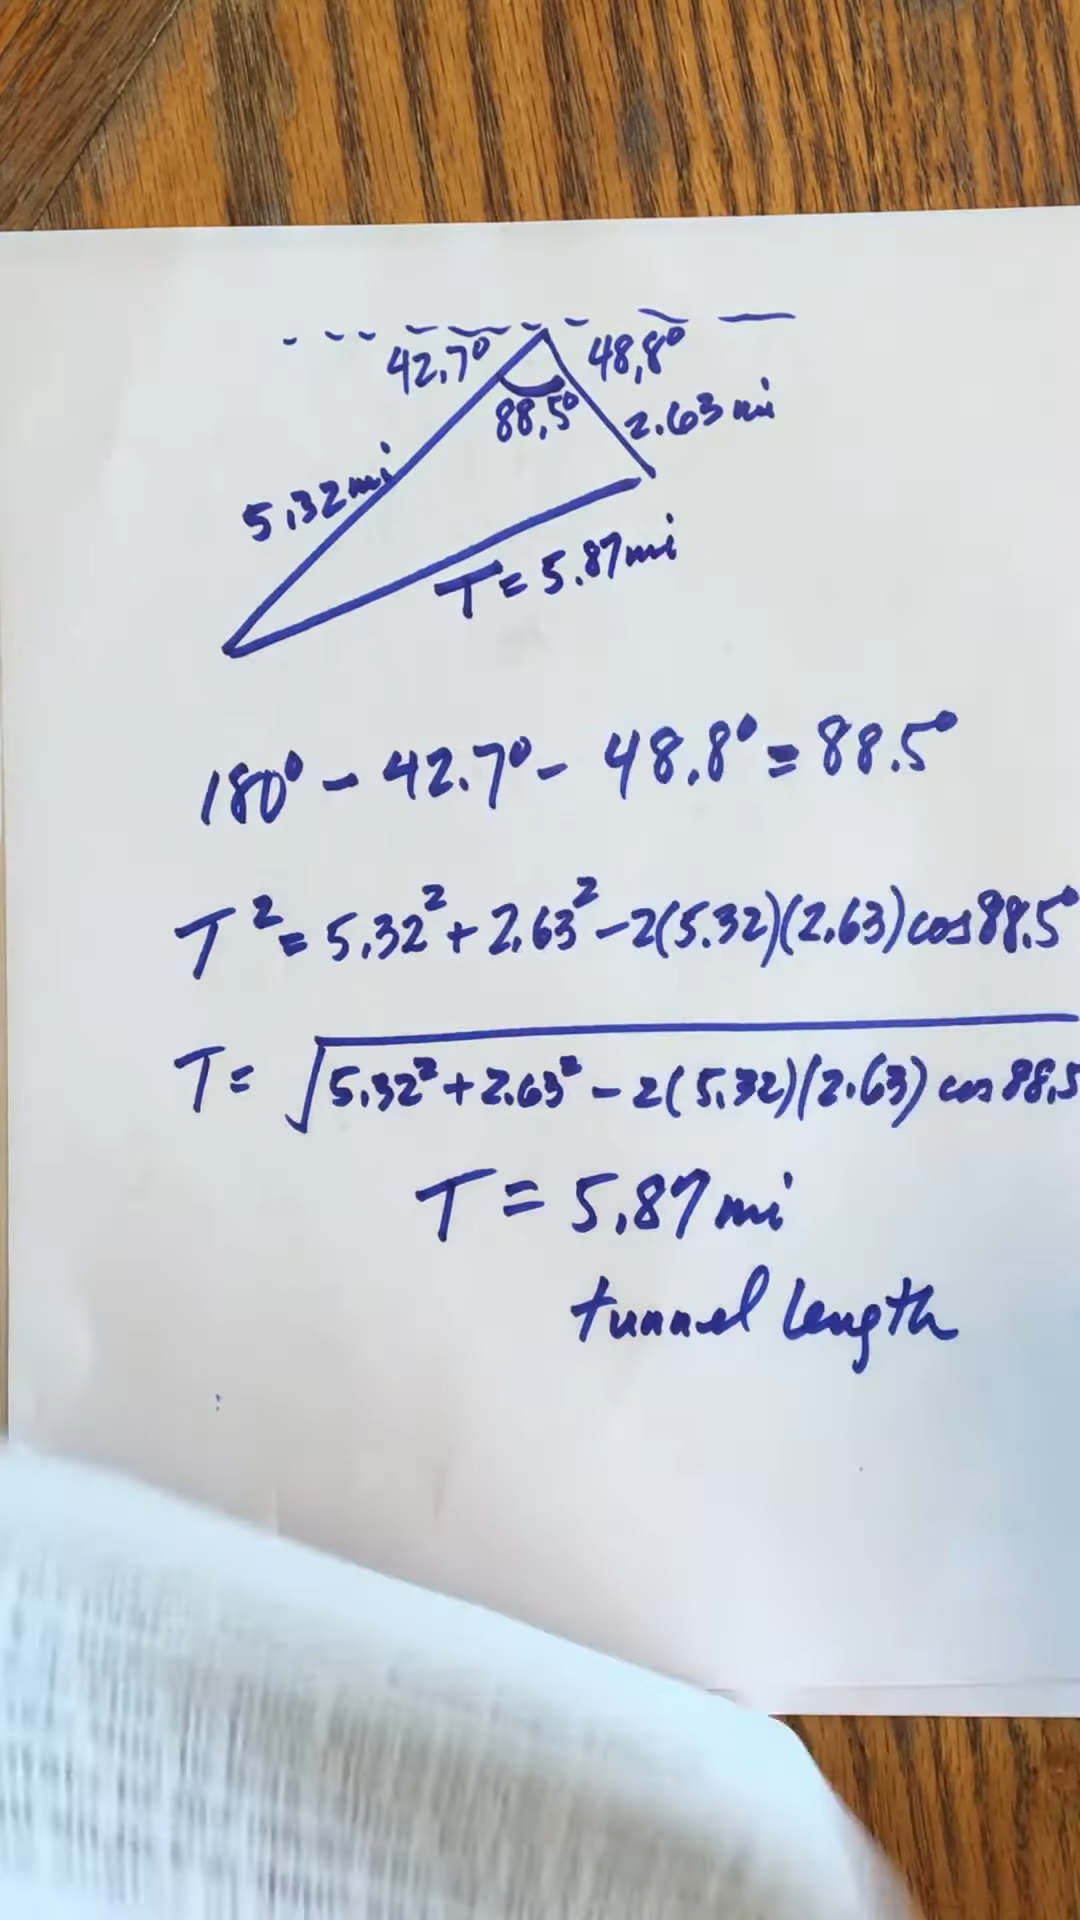 42.7° 48,8°
88,5°
2.63 mi
5,32 mi
T = 5.87 mi
180° - 42.7° - 48.8° = 88.5°
T² = 5.32² + 2.63² - 2(5.32)(2.63) cos 88.5°
T = √5.32² + 2.63² - 2(5.32)(2.63) cos 88.5
T = 5,87 mi
tunnel length